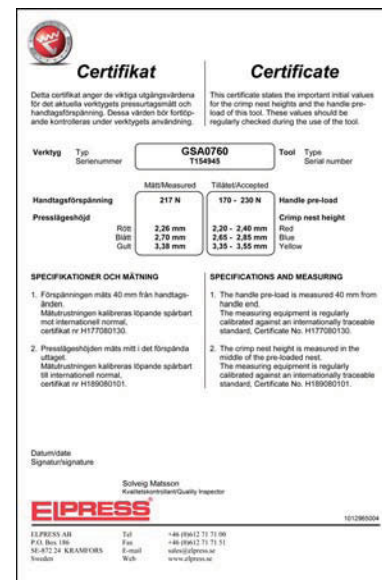 Certifikat
Certificate
Detta certifikat anger de viktiga utgångsvärdena
för det aktuella verktygets pressurtagsmått och
handtagsförspänning. Dessa värden bör fortlöp-
ande kontrolleras under verktygets användning.
This certificate states the important initial values
for the crimp nest heights and the handle pre-
load of this tool. These values should be
regularly checked during the use of the tool.
Verktyg Typ GSA0760 Tool Type
Serienummer T154945 Serial number
Mätt/Measured Tillåtet/Accepted
Handtagsförspänning 217 N 170 - 230 N Handle pre-load
Presslägeshöjd Crimp nest height
Rött 2,26 mm 2,20 - 2,40 mm Red
Blått 2,70 mm 2,65 - 2,85 mm Blue
Gult 3,38 mm 3,35 - 3,55 mm Yellow
SPECIFIKATIONER OCH MÄTNING
1. Förspänningen mäts 40 mm från handtags-
änden.
Mätutrustningen kalibreras löpande spårbart
mot internationell normal,
certifikat nr H177080130.
2. Presslägeshöjden mäts mitt i det förspända
uttaget.
Mätutrustningen kalibreras löpande spårbart
till internationell normal,
certifikat nr H189080101.
SPECIFICATIONS AND MEASURING
1. The handle pre-load is measured 40 mm from
handle end.
The measuring equipment is regularly
calibrated against an internationally traceable
standard, Certificate No. H177080130.
2. The crimp nest height is measured in the
middle of the pre-loaded nest.
The measuring equipment is regularly
calibrated against an internationally traceable
standard, Certificate No. H189080101.
Datum/date
Signatur/signature
Solveig Matsson
Kvalitetskontrollant/Quality Inspector
ELPRESS®
1012965004
ELPRESS AB Tel +46 (0)612 71 71 00
P.O. Box 186 Fax +46 (0)612 71 71 51
SE-872 24 KRAMFORS E-mail sales@elpress.se
Sweden Web www.elpress.se